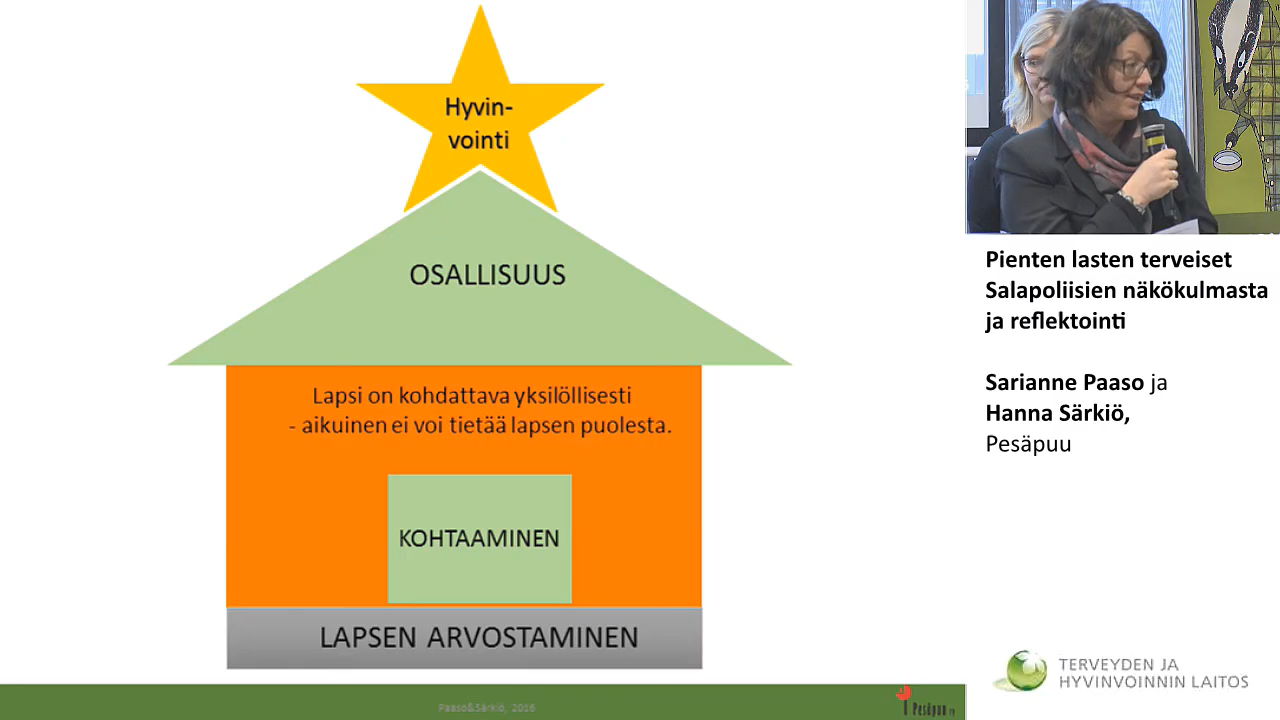 Hyvin-
vointi
OSALLISUUS
Lapsi on kohdattava yksilöllisesti
- aikuinen ei voi tietää lapsen puolesta.
KOHTAAMINEN
LAPSEN ARVOSTAMINEN
Paaso&Särkiö, 2016
Pesäpuu ry
Pienten lasten terveiset
Salapoliisien näkökulmasta
ja reflektointi
Sarianne Paaso ja
Hanna Särkiö,
Pesäpuu
TERVEYDEN JA
HYVINVOINNIN LAITOS